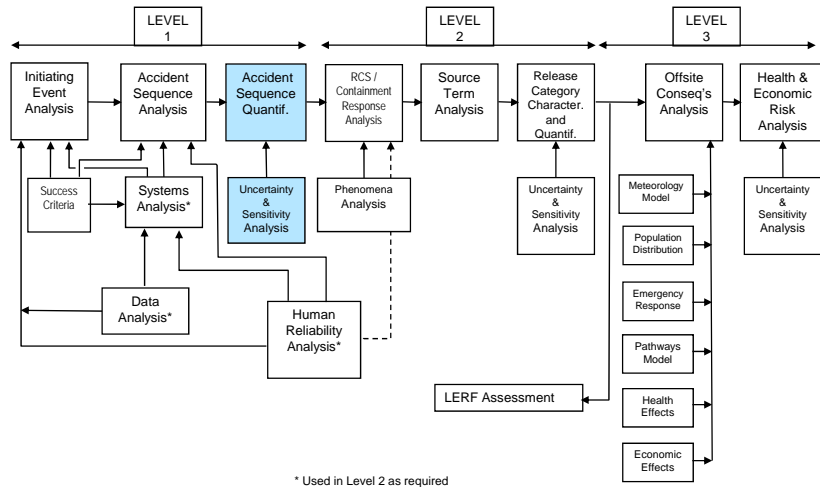 LEVEL
1
LEVEL
2
LEVEL
3
Initiating
Event
Analysis
Accident
Sequence
Analysis
Accident
Sequence
Quantif.
RCS /
Containment
Response
Analysis
Source
Term
Analysis
Release
Category
Character.
and
Quantif.
Offsite
Conseq's
Analysis
Health &
Economic
Risk
Analysis
Success
Criteria
Systems
Analysis*
Uncertainty
&
Sensitivity
Analysis
Phenomena
Analysis
Uncertainty
&
Sensitivity
Analysis
Meteorology
Model
Uncertainty
&
Sensitivity
Analysis
Population
Distribution
Data
Analysis*
Human
Reliability
Analysis*
Emergency
Response
Pathways
Model
LERF Assessment
Health
Effects
Economic
Effects
* Used in Level 2 as required